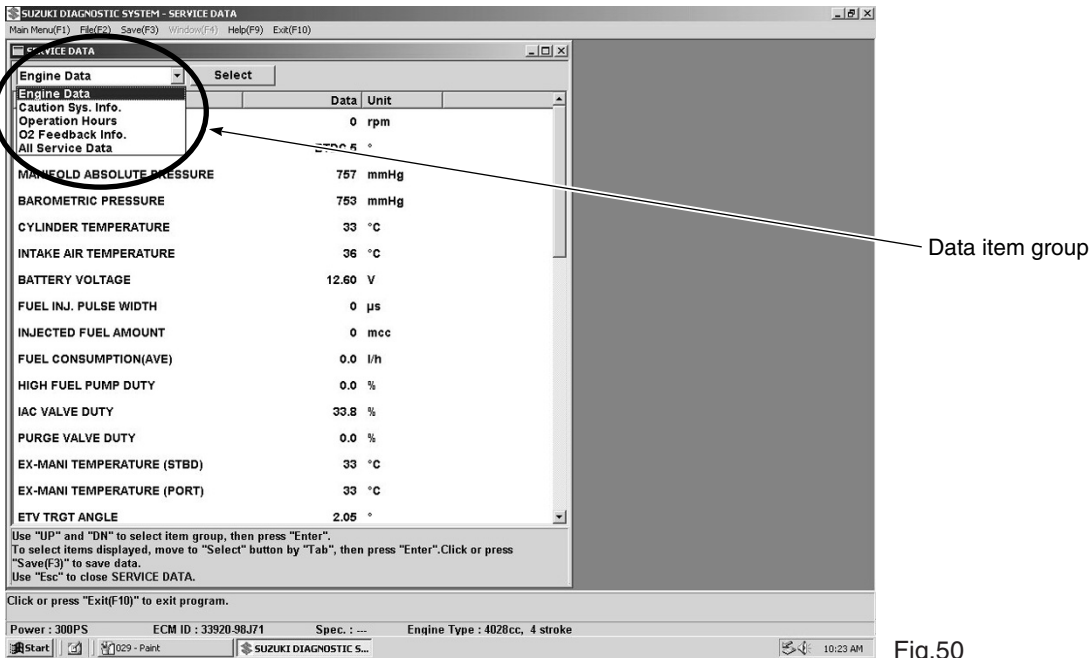 SUZUKI DIAGNOSTIC SYSTEM - SERVICE DATA
Main Menu(F1) File(F2) Save(F3) Window(F4) Help(F9) Exit(F10)
SERVICE DATA
Engine Data Select
Engine Data
Caution Sys. Info.
Operation Hours
O2 Feedback Info.
All Service Data
Data Unit
0 rpm
5 °
MANIFOLD ABSOLUTE PRESSURE 757 mmHg
BAROMETRIC PRESSURE 753 mmHg
CYLINDER TEMPERATURE 33 °C
INTAKE AIR TEMPERATURE 36 °C
BATTERY VOLTAGE 12.60 V
FUEL INJ. PULSE WIDTH 0 µs
INJECTED FUEL AMOUNT 0 mcc
FUEL CONSUMPTION(AVE) 0.0 l/h
HIGH FUEL PUMP DUTY 0.0 %
IAC VALVE DUTY 33.8 %
PURGE VALVE DUTY 0.0 %
EX-MANI TEMPERATURE (STBD) 33 °C
EX-MANI TEMPERATURE (PORT) 33 °C
ETV TRGT ANGLE 2.05 °
Use "UP" and "DN" to select item group, then press "Enter".
To select items displayed, move to "Select" button by "Tab", then press "Enter".Click or press
"Save(F3)" to save data.
Use "Esc" to close SERVICE DATA.
Click or press "Exit(F10)" to exit program.
Power : 300PS ECM ID : 33920-98J71 Spec. : --- Engine Type : 4028cc, 4 stroke
Start 029 - Paint SUZUKI DIAGNOSTIC S... 10:23 AM
Data item group
Fig.50